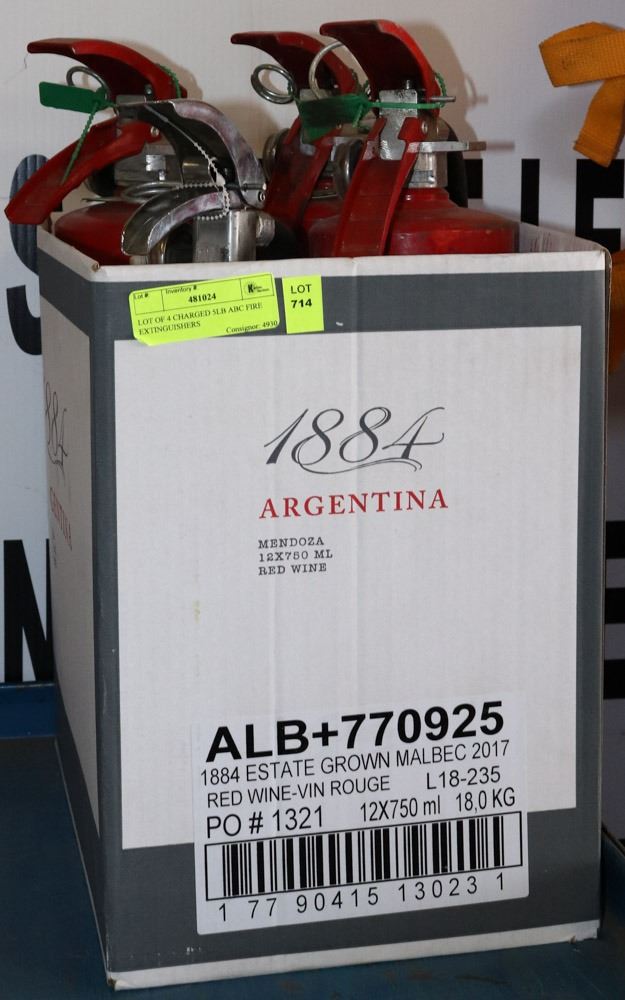 Lot #:
Inventory #:
481024
LOT OF 4 CHARGED 5LB ABC FIRE
EXTINGUISHERS
Consignor: 4930
LOT
714
1884
ARGENTINA
MENDOZA
12X750 ML
RED WINE
ALB+770925
1884 ESTATE GROWN MALBEC 2017
RED WINE-VIN ROUGE L18-235
PO # 1321 12X750 ml 18,0 KG
1 77 90415 13023 1